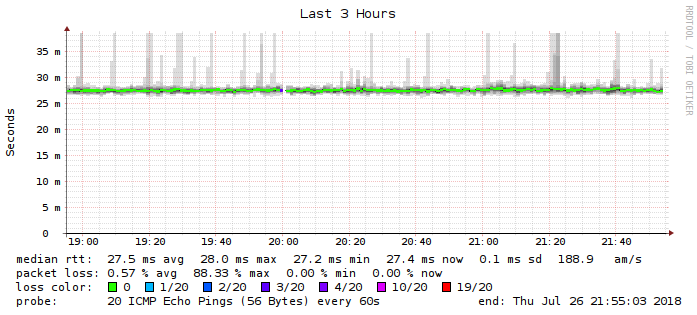 Last 3 Hours
RRDTOOL / TOBI OETIKER
Seconds
35 m
30 m
25 m
20 m
15 m
10 m
5 m
0
19:00 19:20 19:40 20:00 20:20 20:40 21:00 21:20 21:40
median rtt: 27.5 ms avg 28.0 ms max 27.2 ms min 27.4 ms now 0.1 ms sd 188.9 am/s
packet loss: 0.57 % avg 88.33 % max 0.00 % min 0.00 % now
loss color: 0 1/20 2/20 3/20 4/20 10/20 19/20
probe: 20 ICMP Echo Pings (56 Bytes) every 60s end: Thu Jul 26 21:55:03 2018